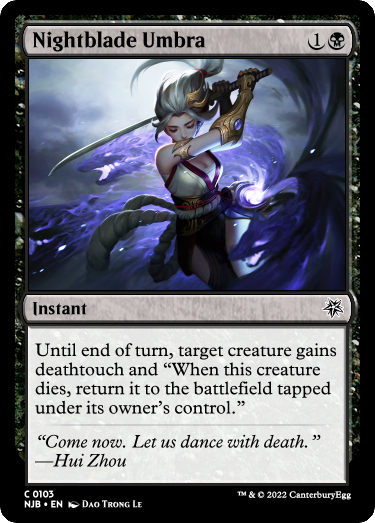 Nightblade Umbra 1
Instant
Until end of turn, target creature gains
deathtouch and “When this creature
dies, return it to the battlefield tapped
under its owner’s control.”
“Come now. Let us dance with death.”
—Hui Zhou
C 0103
NJB • EN Dao Trong Le
™ & © 2022 CanterburyEgg